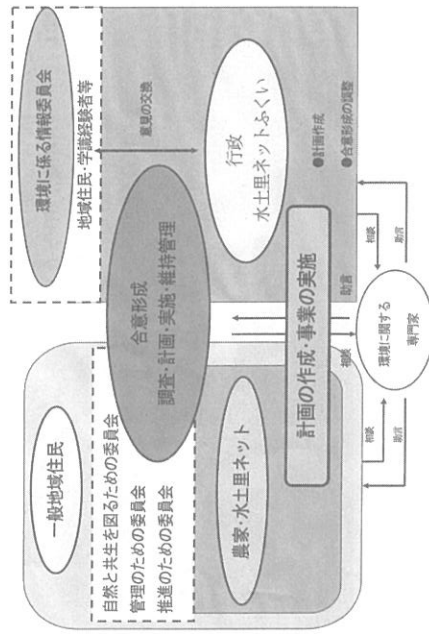 一般地域住民
自然と共生を図るための委員会
管理のための委員会
推進のための委員会
農家・水土里ネット
環境に係る情報委員会
地域住民・学識経験者等
意見の交換
合意形成
調査・計画・実施・維持管理
行政
水土里ネットふくい
●計画作成
●合意形成の調整
計画の作成・事業の実施
相談
助言
環境に関する
専門家
相談
助言
相談
助言